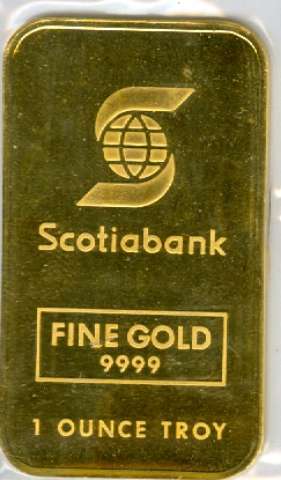 Scotiabank
FINE GOLD
9999
1 OUNCE TROY